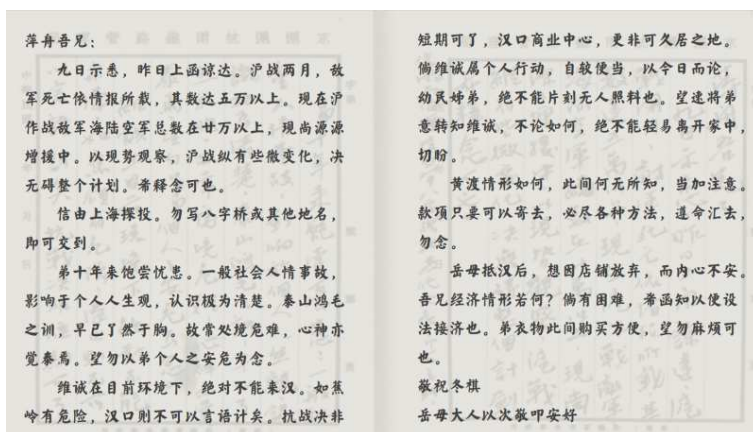 萍舟吾兄：
九日示悉，昨日上函谅达。沪战两月，敌
军死亡依情报所载，其数达五万以上。现在沪
作战敌军海陆空军总数在廿万以上，现尚源源
增援中。以现势观察，沪战纵有些微变化，决
无碍整个计划。希释念可也。
信由上海探投。勿写八字桥或其他地名，
即可交到。
弟十年来饱尝忧患。一般社会人情事故，
影响于个人人生观，认识极为清楚。泰山鸿毛
之训，早已了然于胸。故常处境危难，心神亦
觉泰焉。望勿以弟个人之安危为念。
维诚在目前环境下，绝对不能来汉。如蕉
岭有危险，汉口则不可以言语计矣。抗战决非
短期可了，汉口商业中心，更非可久居之地。
倘维诚属个人行动，自较便当，以今日而论，
幼民姊弟，绝不能片刻无人照料也。望速将弟
意转知维诚，不论如何，绝不能轻易离开家中，
切盼。
黄渡情形如何，此间何无所知，当加注意。
款项只要可以寄去，必尽各种方法，遵命汇去，
勿念。
岳母抵汉后，想因店铺放弃，而内心不安。
吾兄经济情形若何？倘有困难，希函知以便设
法接济也。弟衣物此间购买方便，望勿麻烦可
也。
敬祝冬祺
岳母大人以次敬叩安好